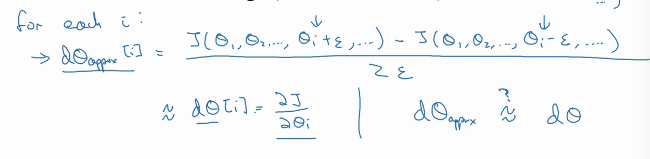 for each i:
→ dθapprox[i] = J(θ₁,θ₂,...,θi+ε,...) - J(θ₁,θ₂,...,θi-ε,....) / 2ε
≈ dθ[i] = ∂J/∂θi | dθapprox ≈? dθ